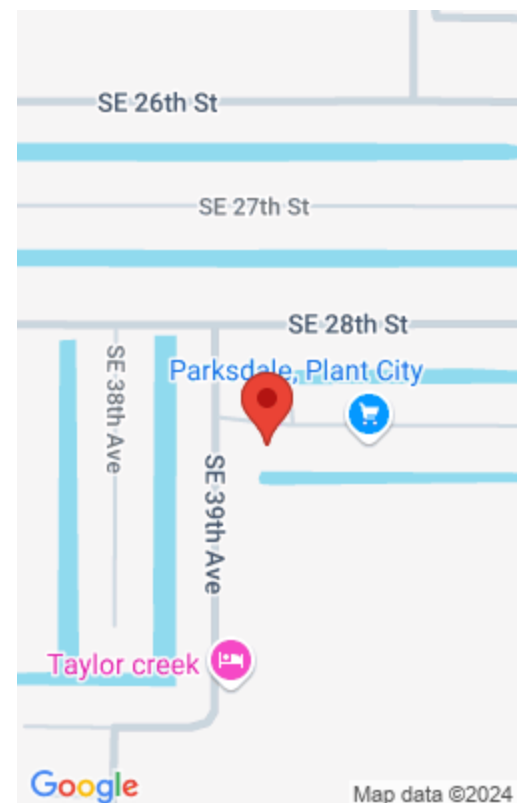 SE 26th St
SE 27th St
SE 28th St
SE 38th Ave
Parksdale, Plant City
SE 39th Ave
Taylor creek
Google
Map data ©2024